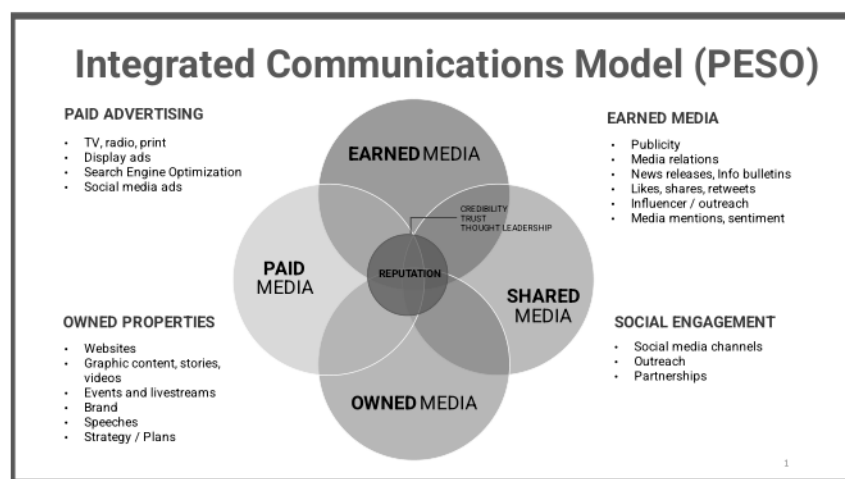 Integrated Communications Model (PESO)
PAID ADVERTISING
• TV, radio, print
• Display ads
• Search Engine Optimization
• Social media ads
EARNED MEDIA
• Publicity
• Media relations
• News releases, Info bulletins
• Likes, shares, retweets
• Influencer / outreach
• Media mentions, sentiment
EARNED MEDIA
CREDIBILITY
TRUST
THOUGHT LEADERSHIP
PAID
MEDIA
REPUTATION
SHARED
MEDIA
OWNED MEDIA
OWNED PROPERTIES
• Websites
• Graphic content, stories,
videos
• Events and livestreams
• Brand
• Speeches
• Strategy / Plans
SOCIAL ENGAGEMENT
• Social media channels
• Outreach
• Partnerships
1